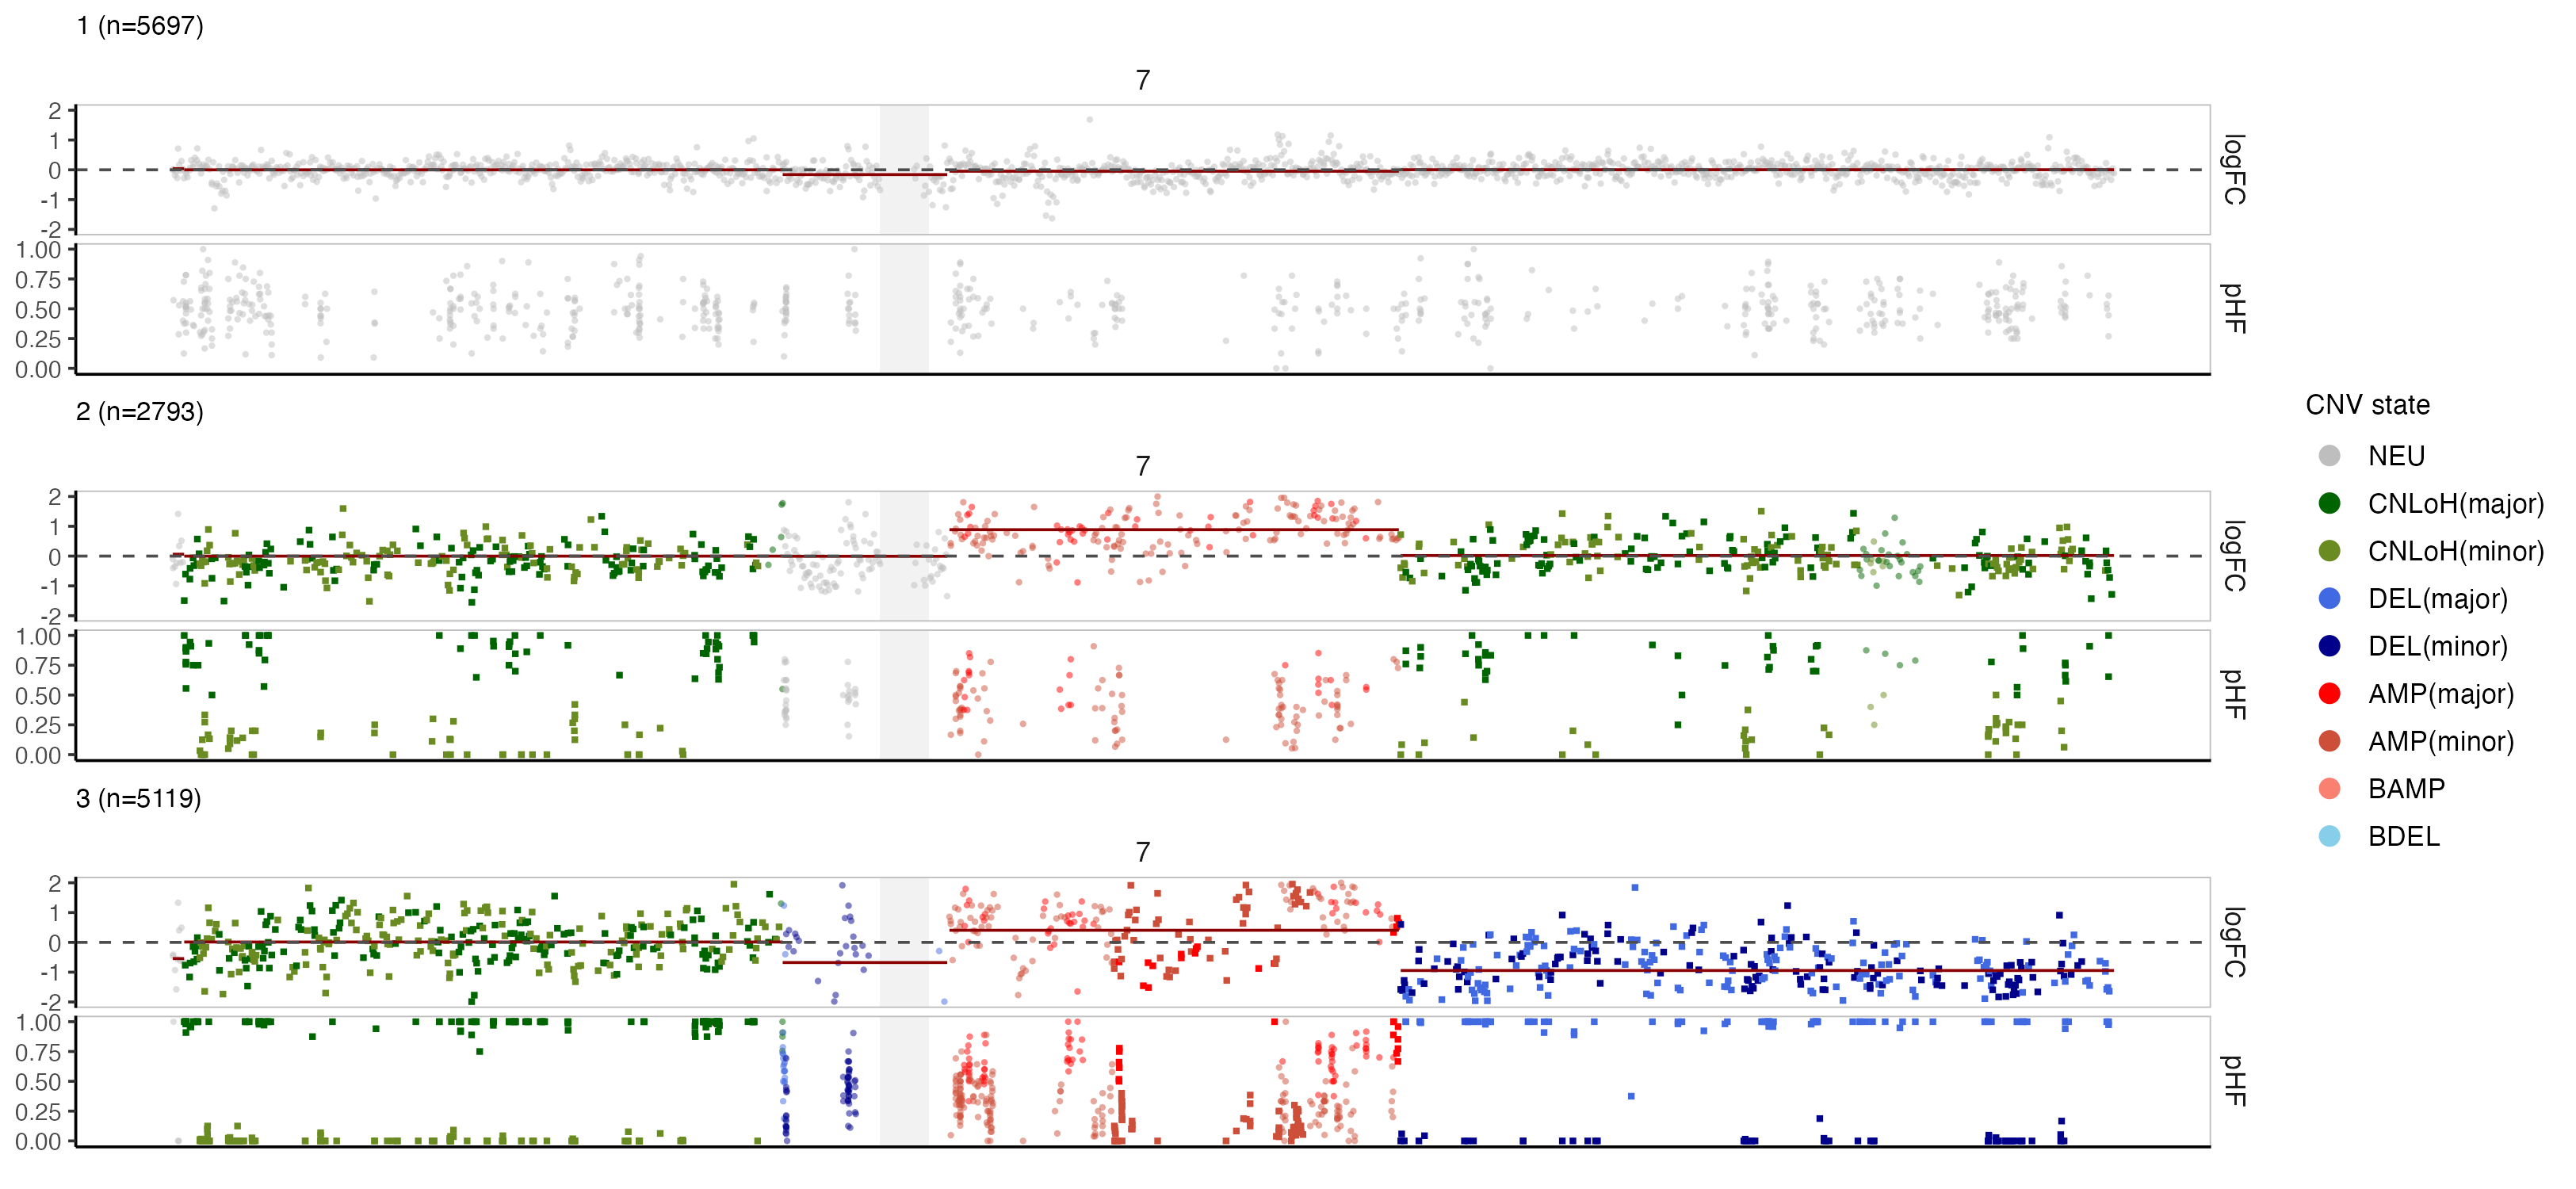 1 (n=5697)
7
2
1
0
-1
-2
logFC
1.00
0.75
0.50
0.25
0.00
pHF
2 (n=2793)
7
2
1
0
-1
-2
logFC
1.00
0.75
0.50
0.25
0.00
pHF
3 (n=5119)
7
2
1
0
-1
-2
logFC
1.00
0.75
0.50
0.25
0.00
pHF
CNV state
NEU
CNLoH(major)
CNLoH(minor)
DEL(major)
DEL(minor)
AMP(major)
AMP(minor)
BAMP
BDEL